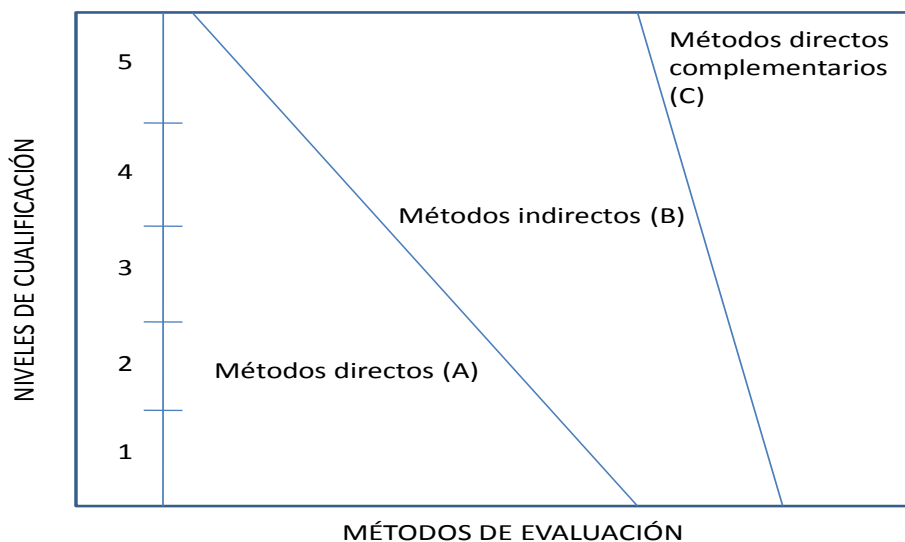 NIVELES DE CUALIFICACIÓN
5
4
3
2
1
Métodos directos
complementarios
(C)
Métodos indirectos (B)
Métodos directos (A)
MÉTODOS DE EVALUACIÓN